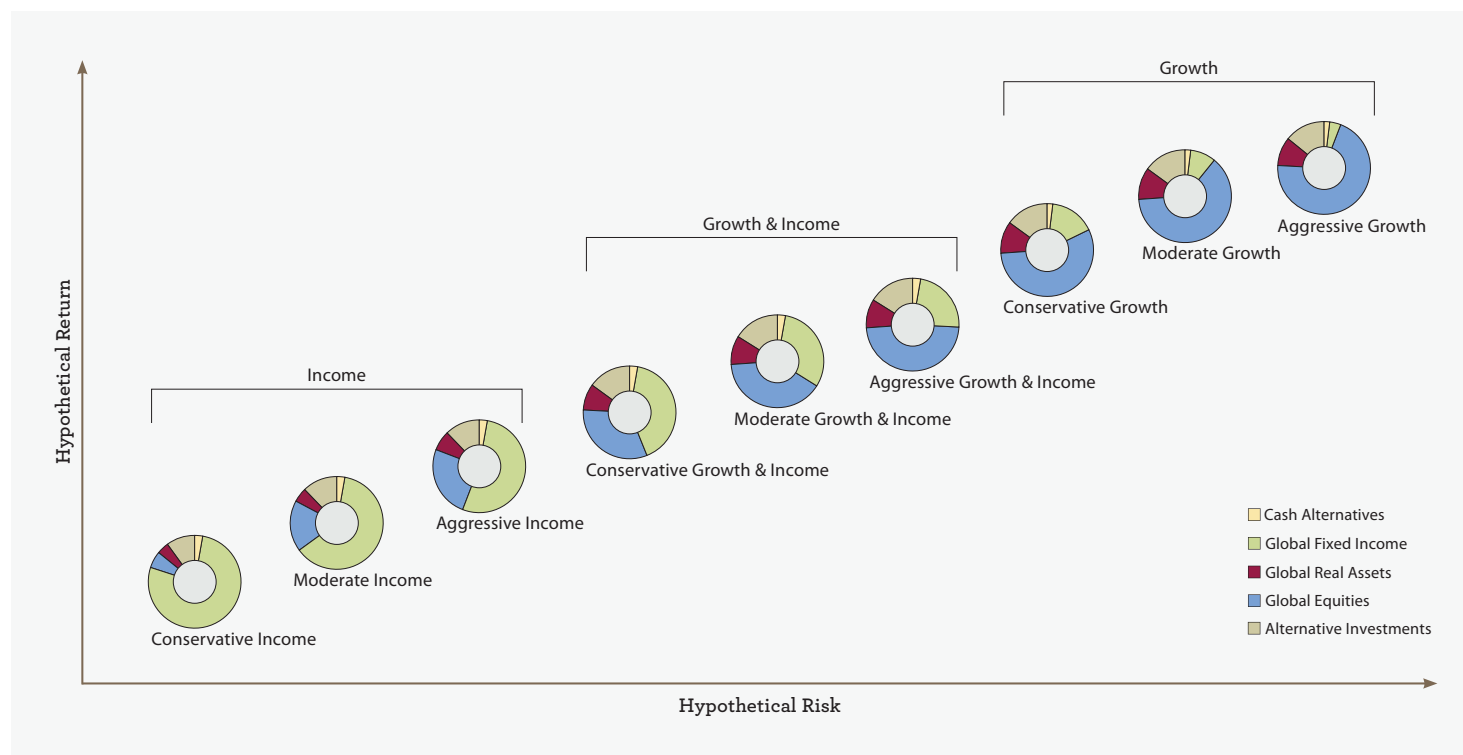 Growth
Aggressive Growth
Moderate Growth
Growth & Income
Conservative Growth
Hypothetical Return
Income
Aggressive Growth & Income
Moderate Growth & Income
Conservative Growth & Income
Aggressive Income
Cash Alternatives
Global Fixed Income
Global Real Assets
Global Equities
Alternative Investments
Moderate Income
Conservative Income
Hypothetical Risk